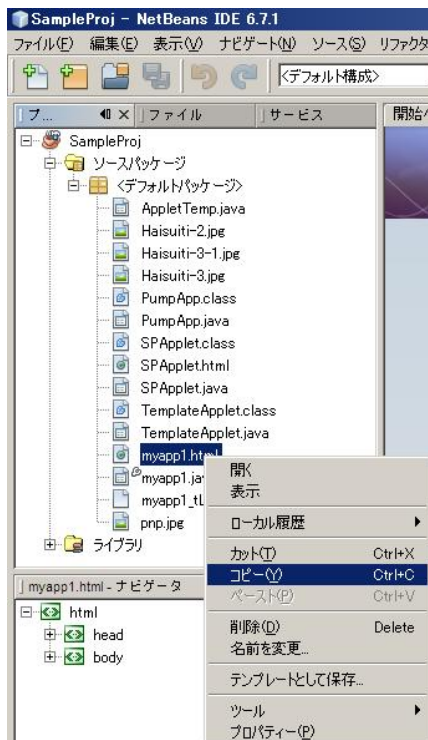 SampleProj - NetBeans IDE 6.7.1
ファイル(F) 編集(E) 表示(V) ナビゲート(N) ソース(S) リファクタ
<デフォルト構成>
プ... ファイル サービス 開始
SampleProj
ソースパッケージ
<デフォルトパッケージ>
AppletTemp.java
Haisuiti-2.jpg
Haisuiti-3-1.jpg
Haisuiti-3.jpg
PumpApp.class
PumpApp.java
SPApplet.class
SPApplet.html
SPApplet.java
TemplateApplet.class
TemplateApplet.java
myapp1.html
myapp1.ja
myapp1_tl
pnp.jpg
ライブラリ
開く
表示
ローカル履歴
カット(T) Ctrl+X
コピー(Y) Ctrl+C
ペースト(P) Ctrl+V
削除(D) Delete
名前を変更...
テンプレートとして保存...
ツール
プロパティー(P)
myapp1.html - ナビゲータ
html
head
body